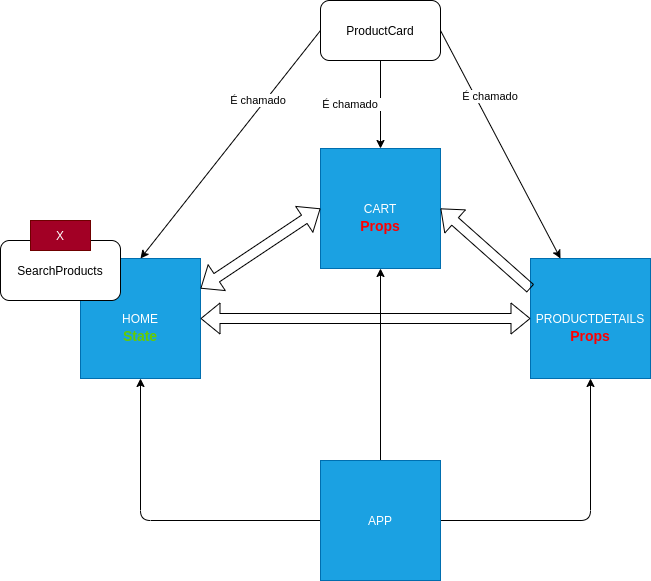 ProductCard
É chamado
É chamado
É chamado
CART
Props
X
SearchProducts
HOME
State
PRODUCTDETAILS
Props
APP